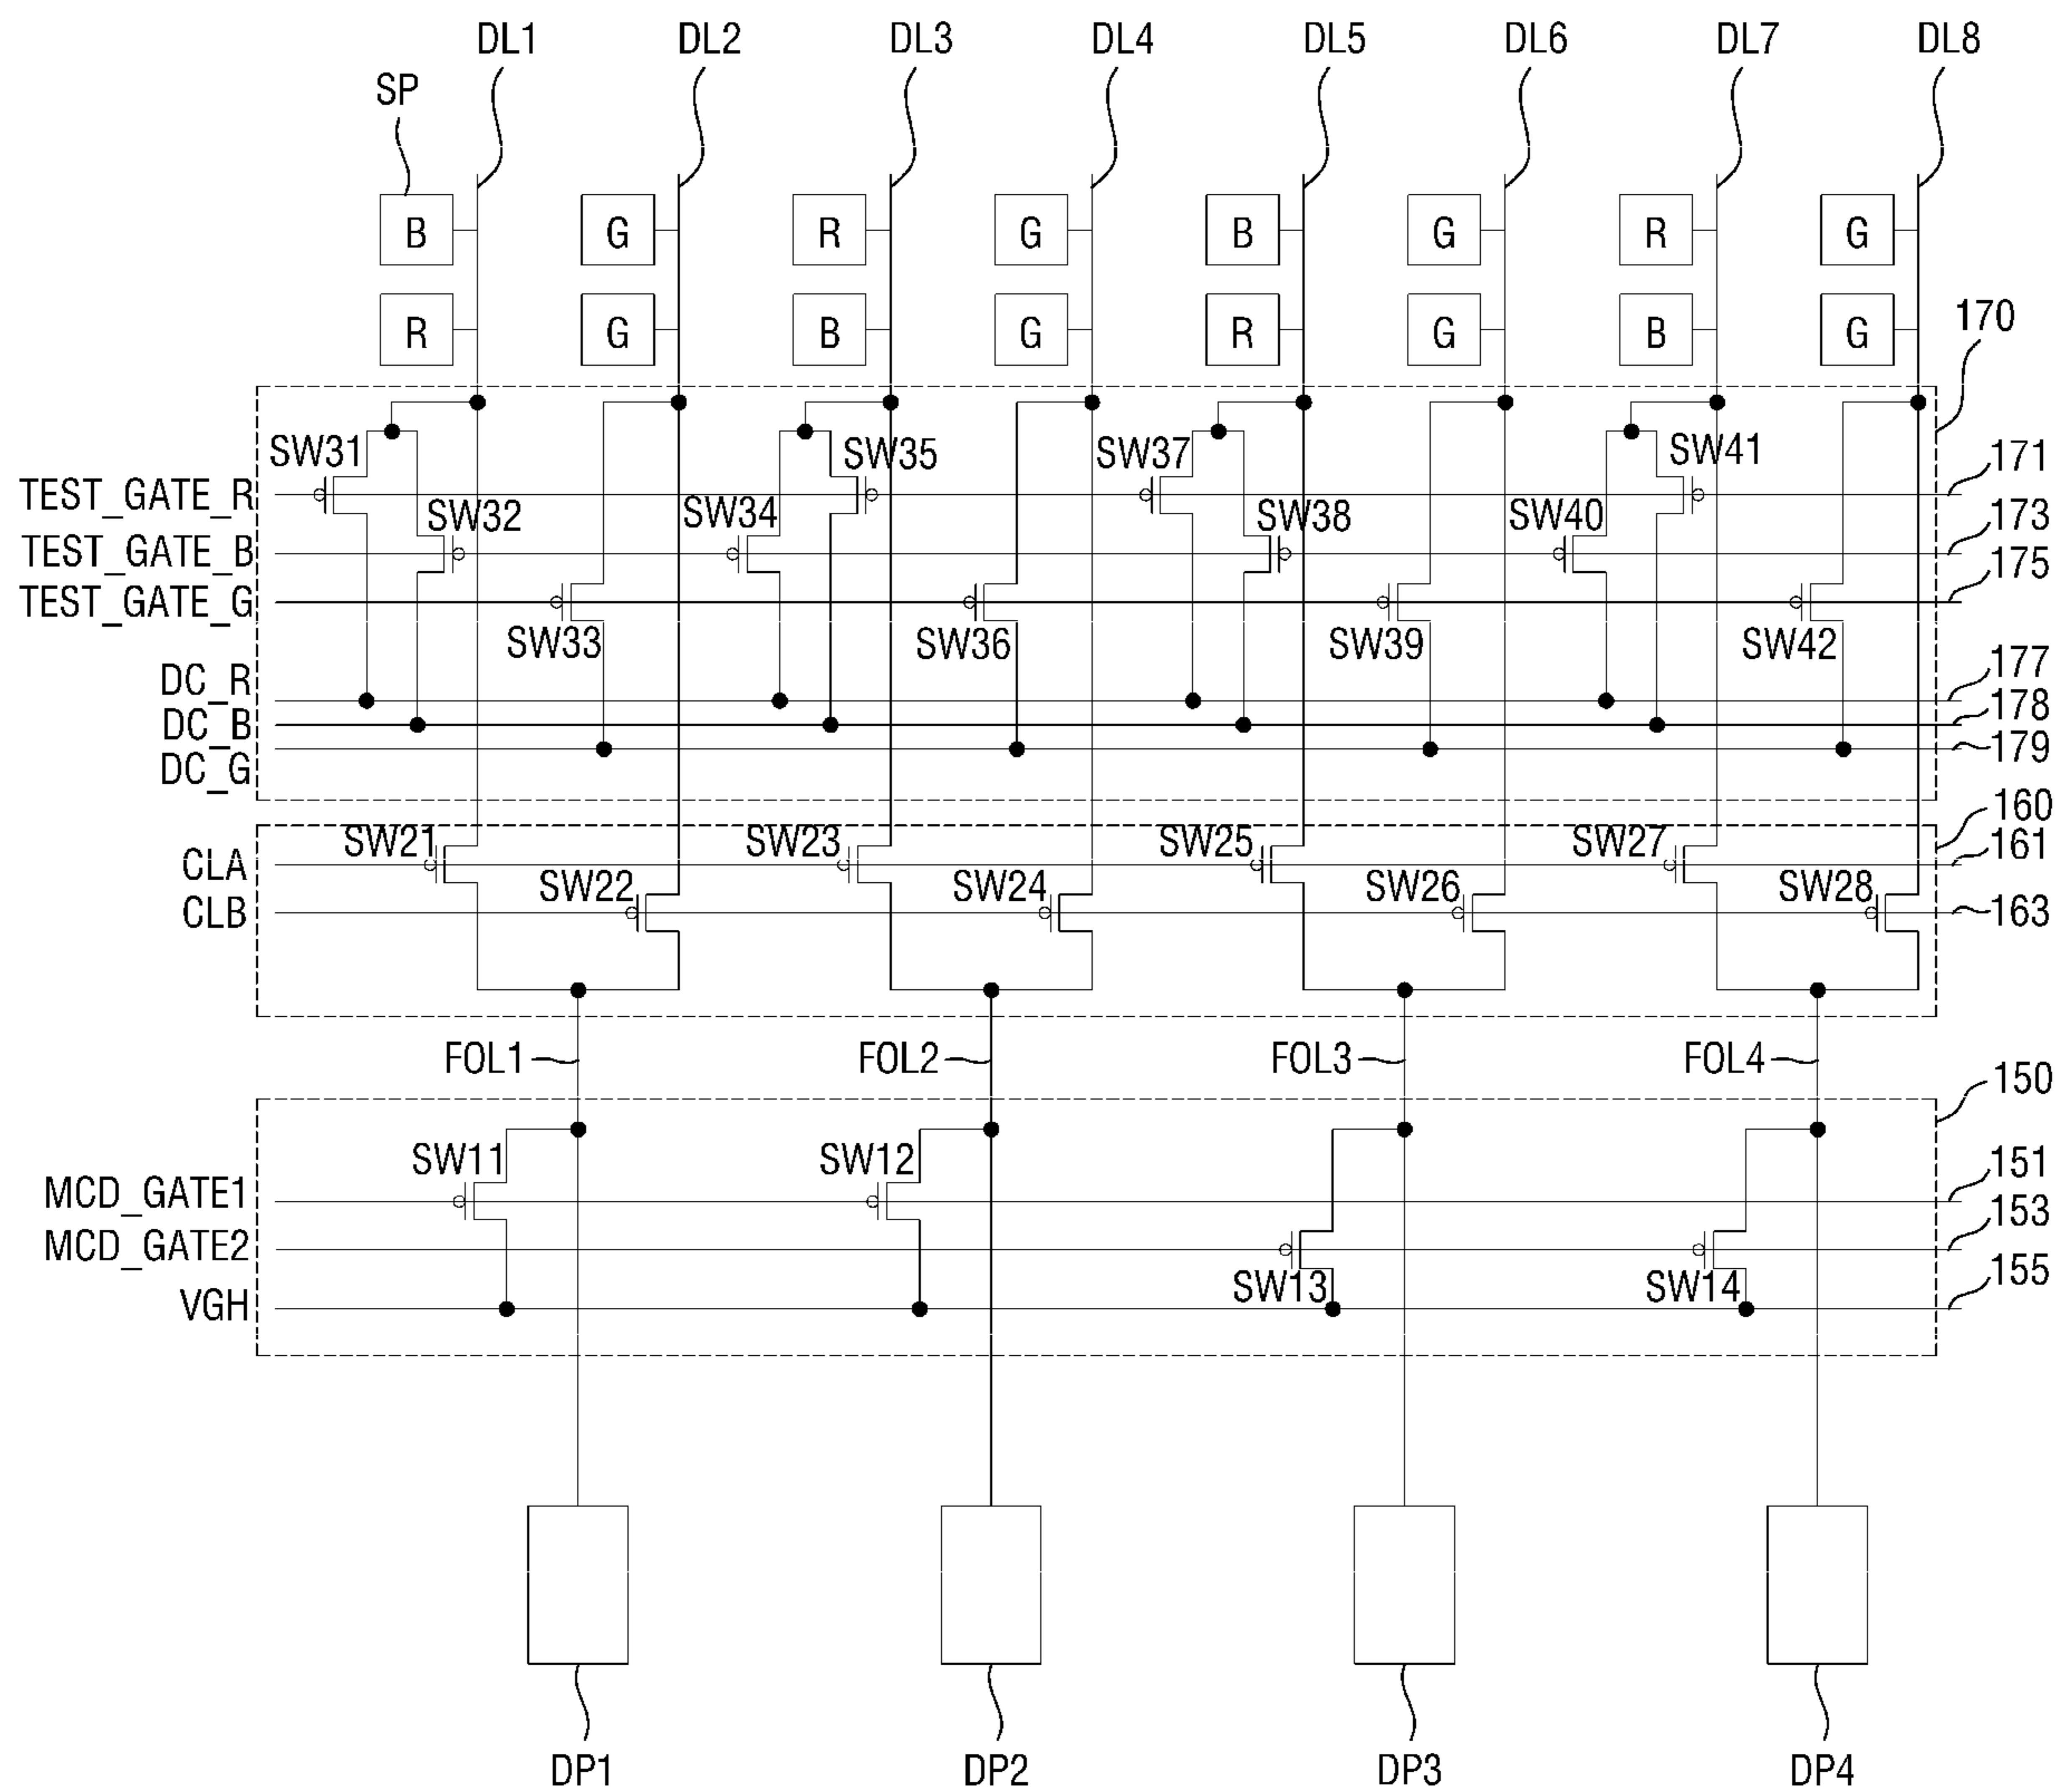 DL1 DL2 DL3 DL4 DL5 DL6 DL7 DL8
SP
B G R G B G R G
R G B G R G B G
170
SW31 SW35 SW37 SW41
171
TEST_GATE_R
SW32 SW34 SW38 SW40
173
TEST_GATE_B
175
TEST_GATE_G
SW33 SW36 SW39 SW42
177
DC_R
178
DC_B
179
DC_G
160
SW21 SW23 SW25 SW27
161
CLA
SW22 SW24 SW26 SW28
CLB
163
FOL1 FOL2 FOL3 FOL4
150
SW11 SW12
151
MCD_GATE1
153
MCD_GATE2
155
SW13 SW14
VGH
DP1 DP2 DP3 DP4